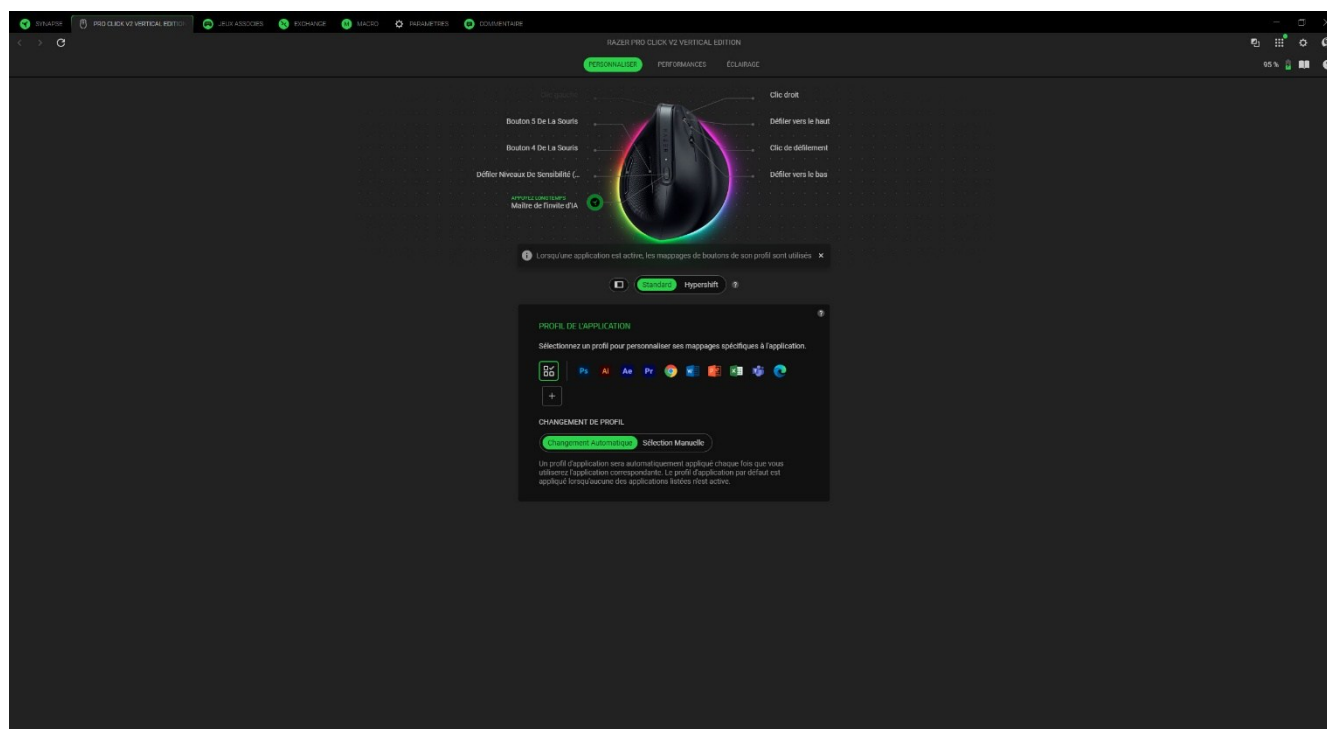 SYNAPSE
PRO CLICK V2 VERTICAL EDITIO
JEUX ASSOCIÉS
EXCHANGE
MACRO
PARAMÈTRES
COMMENTAIRE
RAZER PRO CLICK V2 VERTICAL EDITION
PERSONNALISER
PERFORMANCES
ÉCLAIRAGE
95 %
Clic gauche
Clic droit
Bouton 5 De La Souris
Défiler vers le haut
Bouton 4 De La Souris
Clic de défilement
Défiler Niveaux De Sensibilité (...
Défiler vers le bas
APPUYEZ LONGTEMPS
Maître de l'invite d'IA
Lorsqu'une application est active, les mappages de boutons de son profil sont utilisés
Standard
Hypershift
PROFIL DE L'APPLICATION
Sélectionnez un profil pour personnaliser ses mappages spécifiques à l'application.
Ps
Ai
Ae
Pr
CHANGEMENT DE PROFIL
Changement Automatique
Sélection Manuelle
Un profil d'application sera automatiquement appliqué chaque fois que vous
utiliserez l'application correspondante. Le profil d'application par défaut est
appliqué lorsqu'aucune des applications listées n'est active.